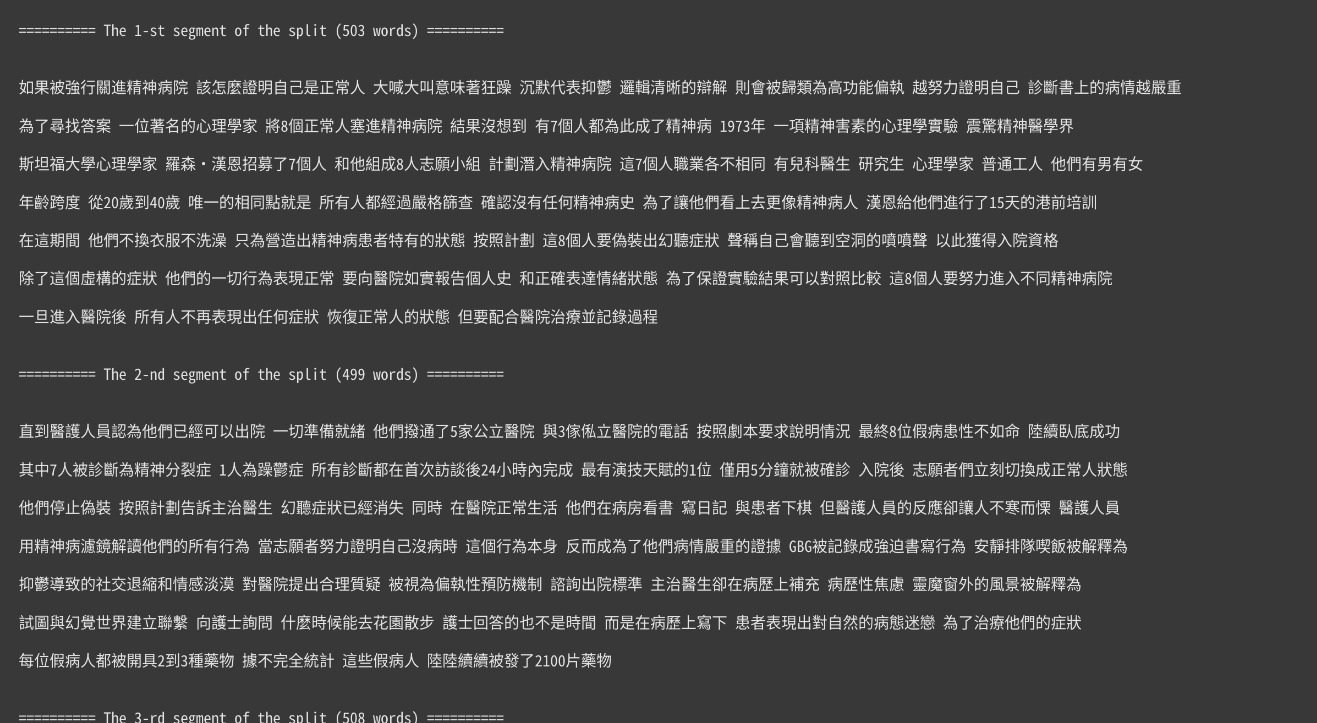 ========== The 1-st segment of the split (503 words) ==========
如果被強行關進精神病院 該怎麼證明自己是正常人 大喊大叫意味著狂躁 沉默代表抑鬱 邏輯清晰的辯解 則會被歸類為高功能偏執 越努力證明自己 診斷書上的病情越嚴重
為了尋找答案 一位著名的心理學家 將8個正常人塞進精神病院 結果沒想到 有7個人都為此成了精神病 1973年 一項精神害素的心理學實驗 震驚精神醫學界
斯坦福大學心理學家 羅森·漢恩招募了7個人 和他組成8人志願小組 計劃潛入精神病院 這7個人職業各不相同 有兒科醫生 研究生 心理學家 普通工人 他們有男有女
年齡跨度 從20歲到40歲 唯一的相同點就是 所有人都經過嚴格篩查 確認沒有任何精神病史 為了讓他們看上去更像精神病人 漢恩給他們進行了15天的港前培訓
在這期間 他們不換衣服不洗澡 只為營造出精神病患者特有的狀態 按照計劃 這8個人要偽裝出幻聽症狀 聲稱自己會聽到空洞的噴噴聲 以此獲得入院資格
除了這個虛構的症狀 他們的一切行為表現正常 要向醫院如實報告個人史 和正確表達情緒狀態 為了保證實驗結果可以對照比較 這8個人要努力進入不同精神病院
一旦進入醫院後 所有人不再表現出任何症狀 恢復正常人的狀態 但要配合醫院治療並記錄過程
========== The 2-nd segment of the split (499 words) ==========
直到醫護人員認為他們已經可以出院 一切準備就緒 他們撥通了5家公立醫院 與3傢俬立醫院的電話 按照劇本要求說明情況 最終8位假病患性不如命 陸續臥底成功
其中7人被診斷為精神分裂症 1人為躁鬱症 所有診斷都在首次訪談後24小時內完成 最有演技天賦的1位 僅用5分鐘就被確診 入院後 志願者們立刻切換成正常人狀態
他們停止偽裝 按照計劃告訴主治醫生 幻聽症狀已經消失 同時 在醫院正常生活 他們在病房看書 寫日記 與患者下棋 但醫護人員的反應卻讓人不寒而慄 醫護人員
用精神病濾鏡解讀他們的所有行為 當志願者努力證明自己沒病時 這個行為本身 反而成為了他們病情嚴重的證據 GBG被記錄成強迫書寫行為 安靜排隊喫飯被解釋為
抑鬱導致的社交退縮和情感淡漠 對醫院提出合理質疑 被視為偏執性預防機制 諮詢出院標準 主治醫生卻在病歷上補充 病歷性焦慮 靈魔窗外的風景被解釋為
試圖與幻覺世界建立聯繫 向護士詢問 什麼時候能去花園散步 護士回答的也不是時間 而是在病歷上寫下 患者表現出對自然的病態迷戀 為了治療他們的症狀
每位假病人都被開具2到3種藥物 據不完全統計 這些假病人 陸陸續續被發了2100片藥物
========== The 3-rd segment of the split (508 words) ==========